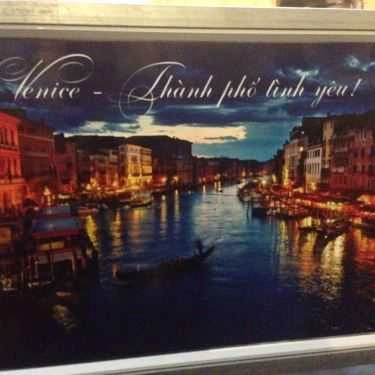 Venice - Thành phố tình yêu!